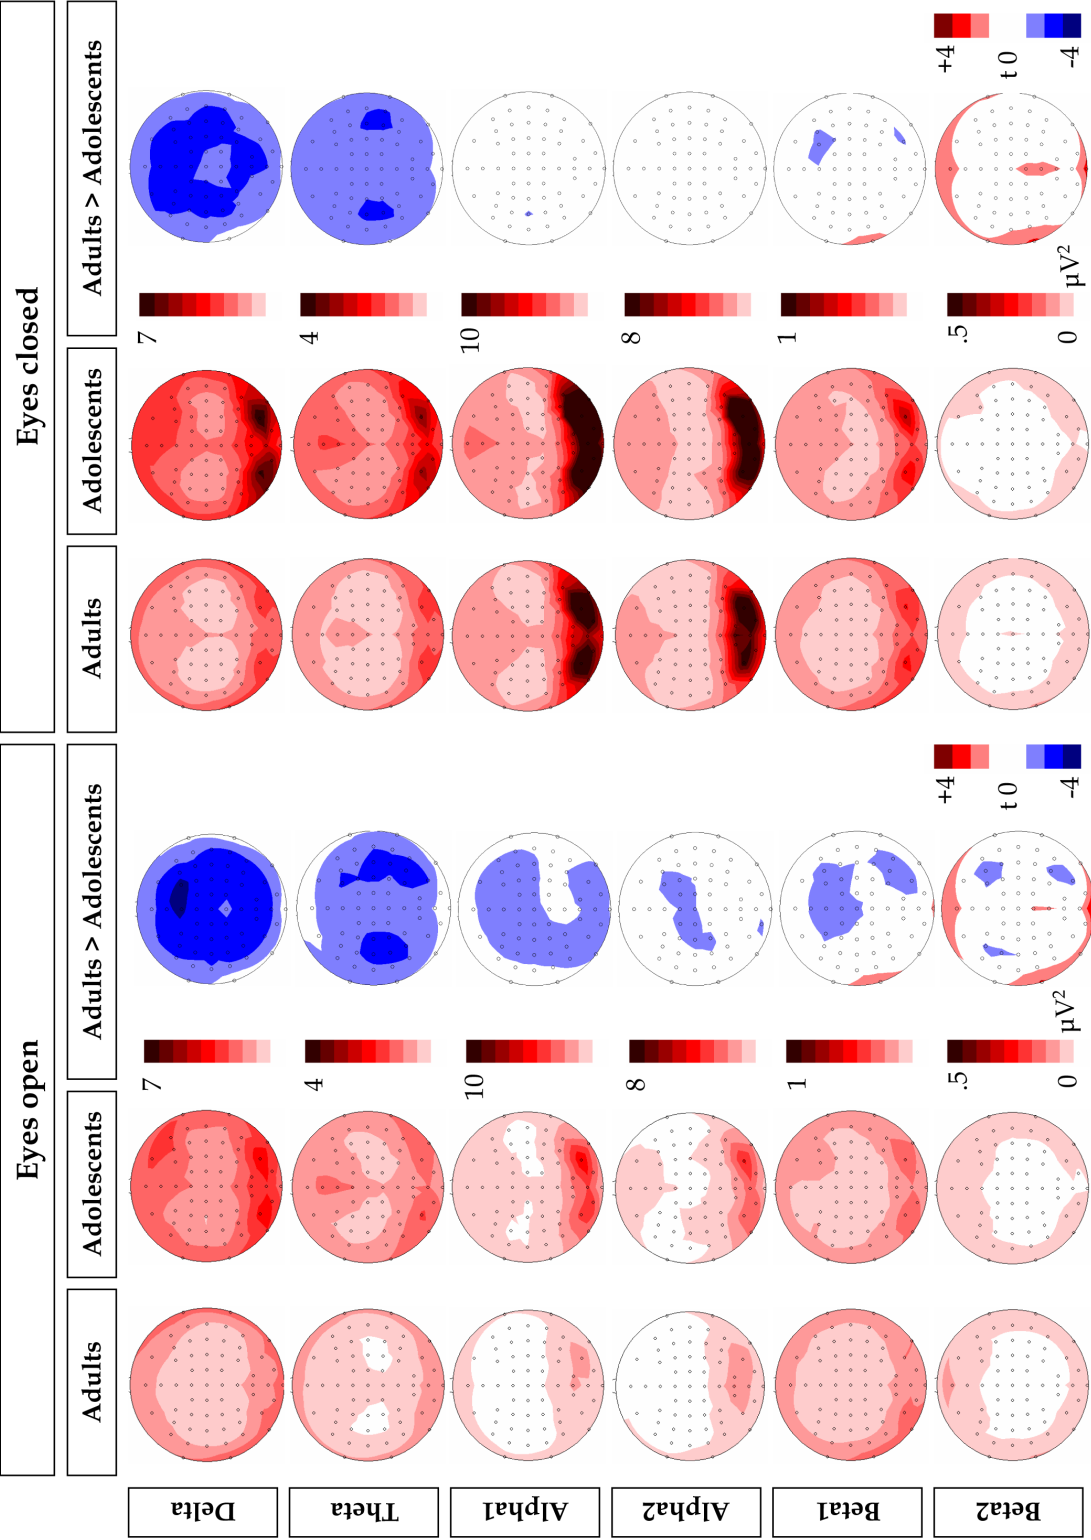 Eyes open
Eyes closed
Adults
Adolescents
Adults > Adolescents
Adults
Adolescents
Adults > Adolescents
Delta
7
7
Theta
4
4
Alpha1
10
10
Alpha2
8
8
Beta1
1
1
Beta2
.5
0
µV²
+4
t 0
-4
.5
0
µV²
+4
t 0
-4